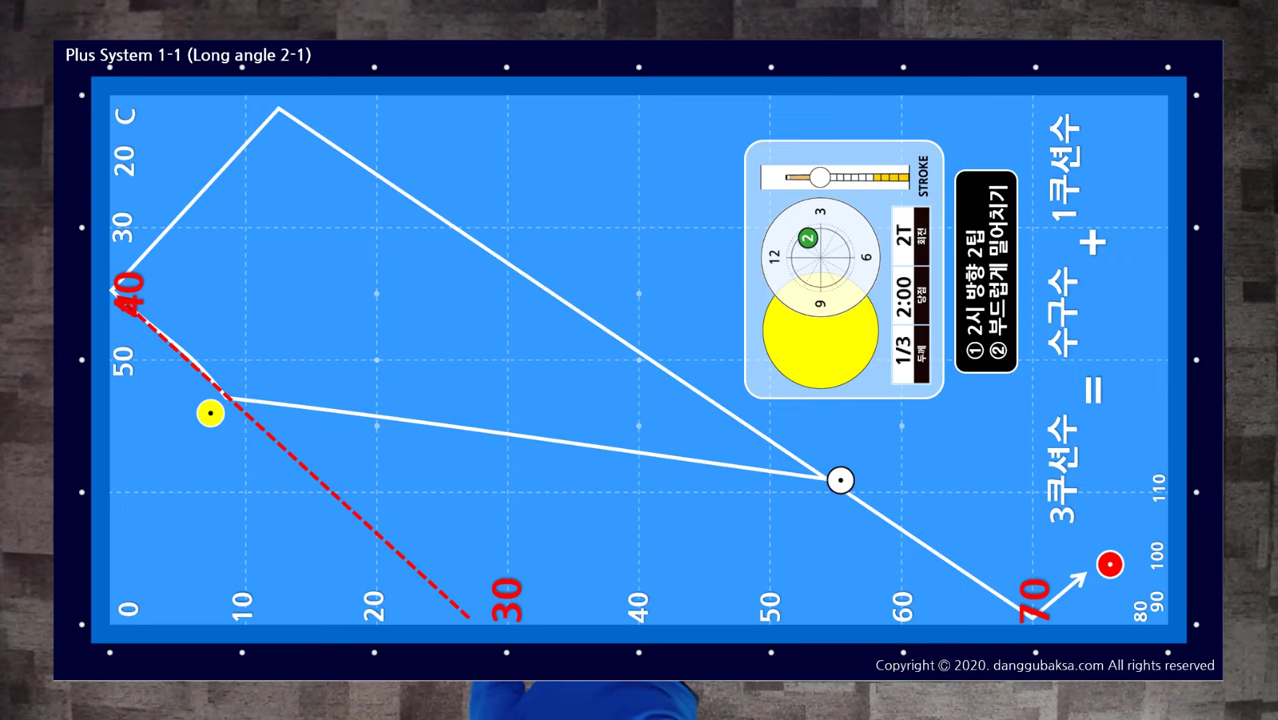 Plus System 1-1 (Long angle 2-1)
C
20
30
40
50
0
10
20
30
40
50
60
70
80
90
100
110
STROKE
3
2
12
6
9
2T
회전
2:00
당점
1/3
두께
① 2시 방향 2팁
② 부드럽게 밀어치기
3쿠션수 = 수구수 + 1쿠션수
Copyright © 2020. danggubaksa.com All rights reserved